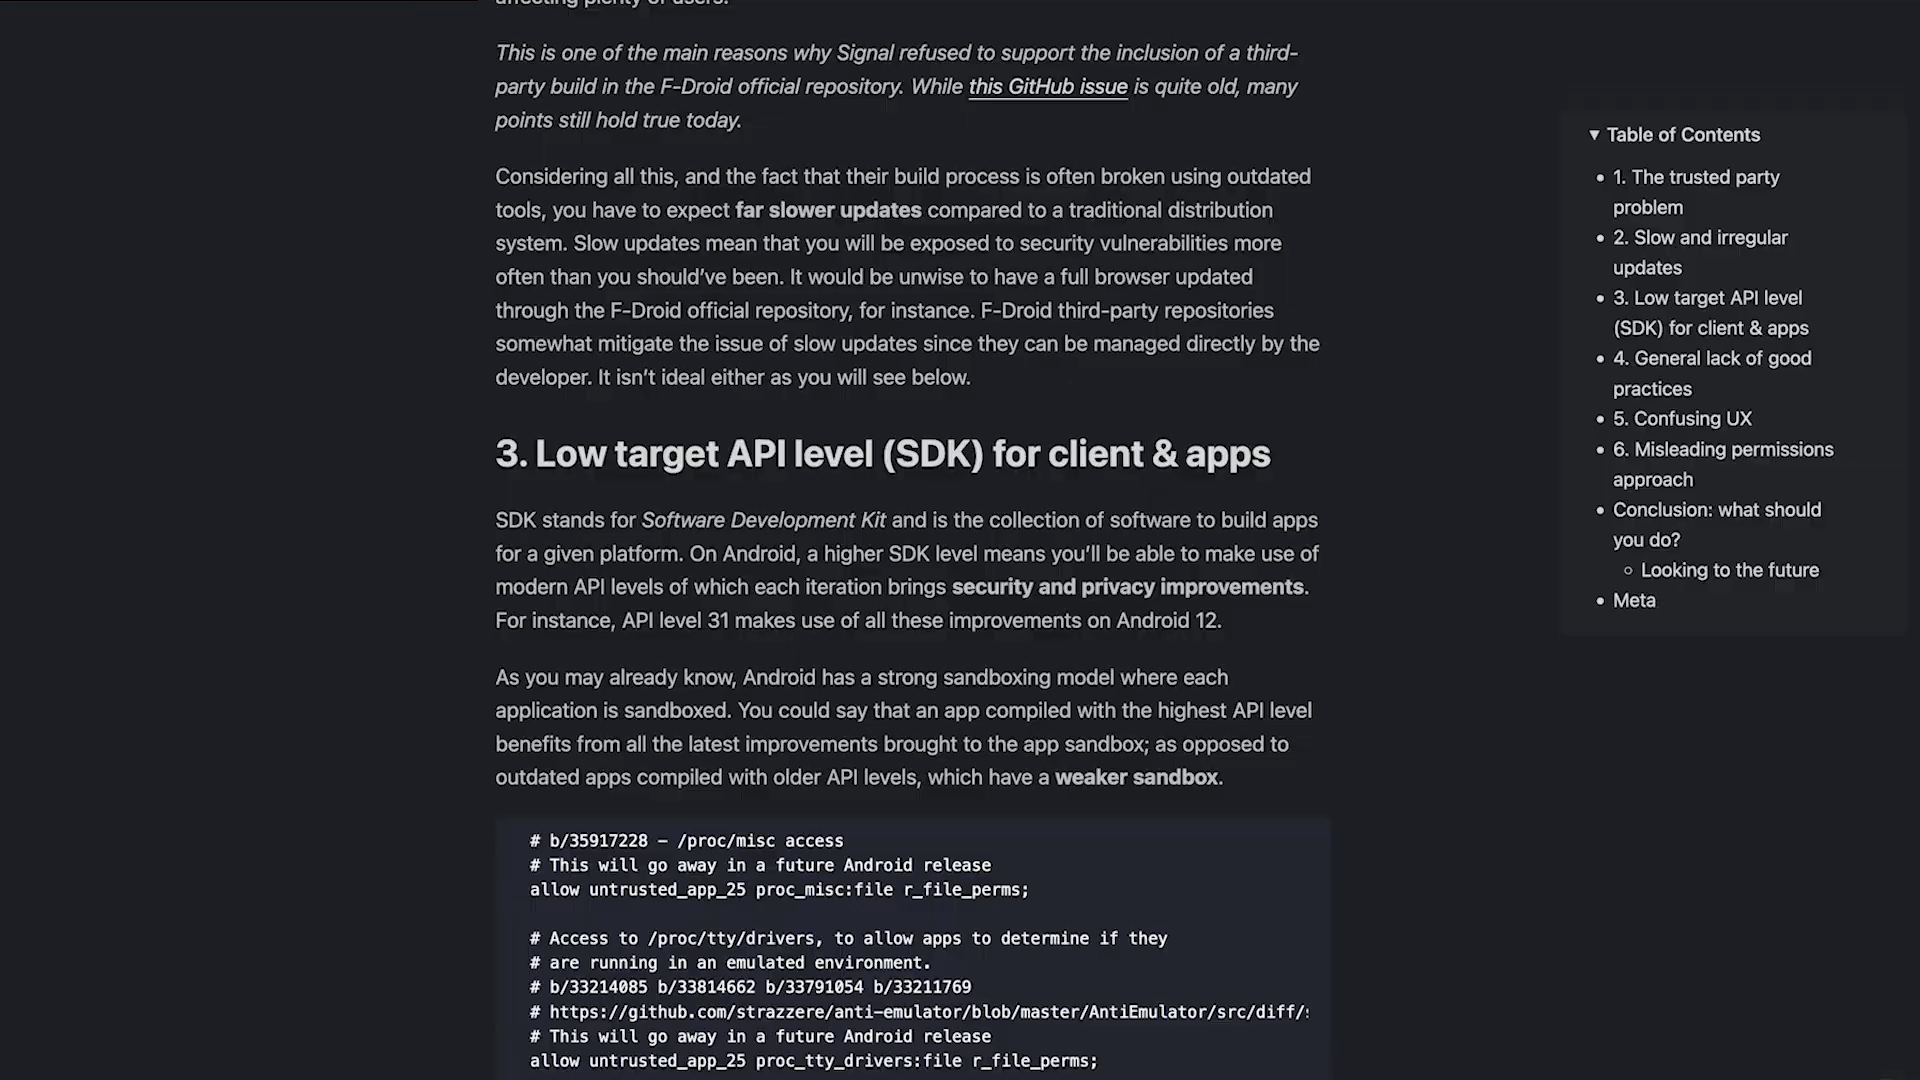 affecting plenty of users.
This is one of the main reasons why Signal refused to support the inclusion of a third-
party build in the F-Droid official repository. While this GitHub issue is quite old, many
points still hold true today.
Considering all this, and the fact that their build process is often broken using outdated
tools, you have to expect far slower updates compared to a traditional distribution
system. Slow updates mean that you will be exposed to security vulnerabilities more
often than you should’ve been. It would be unwise to have a full browser updated
through the F-Droid official repository, for instance. F-Droid third-party repositories
somewhat mitigate the issue of slow updates since they can be managed directly by the
developer. It isn’t ideal either as you will see below.
3. Low target API level (SDK) for client & apps
SDK stands for Software Development Kit and is the collection of software to build apps
for a given platform. On Android, a higher SDK level means you’ll be able to make use of
modern API levels of which each iteration brings security and privacy improvements.
For instance, API level 31 makes use of all these improvements on Android 12.
As you may already know, Android has a strong sandboxing model where each
application is sandboxed. You could say that an app compiled with the highest API level
benefits from all the latest improvements brought to the app sandbox; as opposed to
outdated apps compiled with older API levels, which have a weaker sandbox.
# b/35917228 – /proc/misc access
# This will go away in a future Android release
allow untrusted_app_25 proc_misc:file r_file_perms;
# Access to /proc/tty/drivers, to allow apps to determine if they
# are running in an emulated environment.
# b/33214085 b/33814662 b/33791054 b/33211769
# https://github.com/strazzere/anti-emulator/blob/master/AntiEmulator/src/diff/
# This will go away in a future Android release
allow untrusted_app_25 proc_tty_drivers:file r_file_perms;
▼ Table of Contents
• 1. The trusted party
problem
• 2. Slow and irregular
updates
• 3. Low target API level
(SDK) for client & apps
• 4. General lack of good
practices
• 5. Confusing UX
• 6. Misleading permissions
approach
• Conclusion: what should
you do?
◦ Looking to the future
• Meta